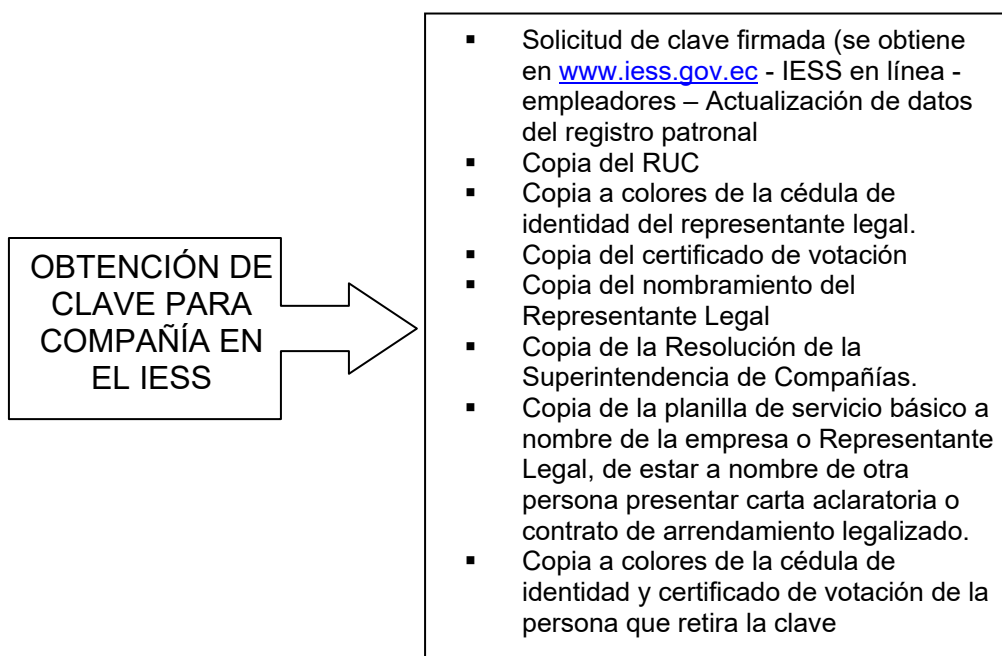 OBTENCIÓN DE
CLAVE PARA
COMPAÑÍA EN
EL IESS
▪ Solicitud de clave firmada (se obtiene
en www.iess.gov.ec - IESS en línea -
empleadores – Actualización de datos
del registro patronal
▪ Copia del RUC
▪ Copia a colores de la cédula de
identidad del representante legal.
▪ Copia del certificado de votación
▪ Copia del nombramiento del
Representante Legal
▪ Copia de la Resolución de la
Superintendencia de Compañías.
▪ Copia de la planilla de servicio básico a
nombre de la empresa o Representante
Legal, de estar a nombre de otra
persona presentar carta aclaratoria o
contrato de arrendamiento legalizado.
▪ Copia a colores de la cédula de
identidad y certificado de votación de la
persona que retira la clave